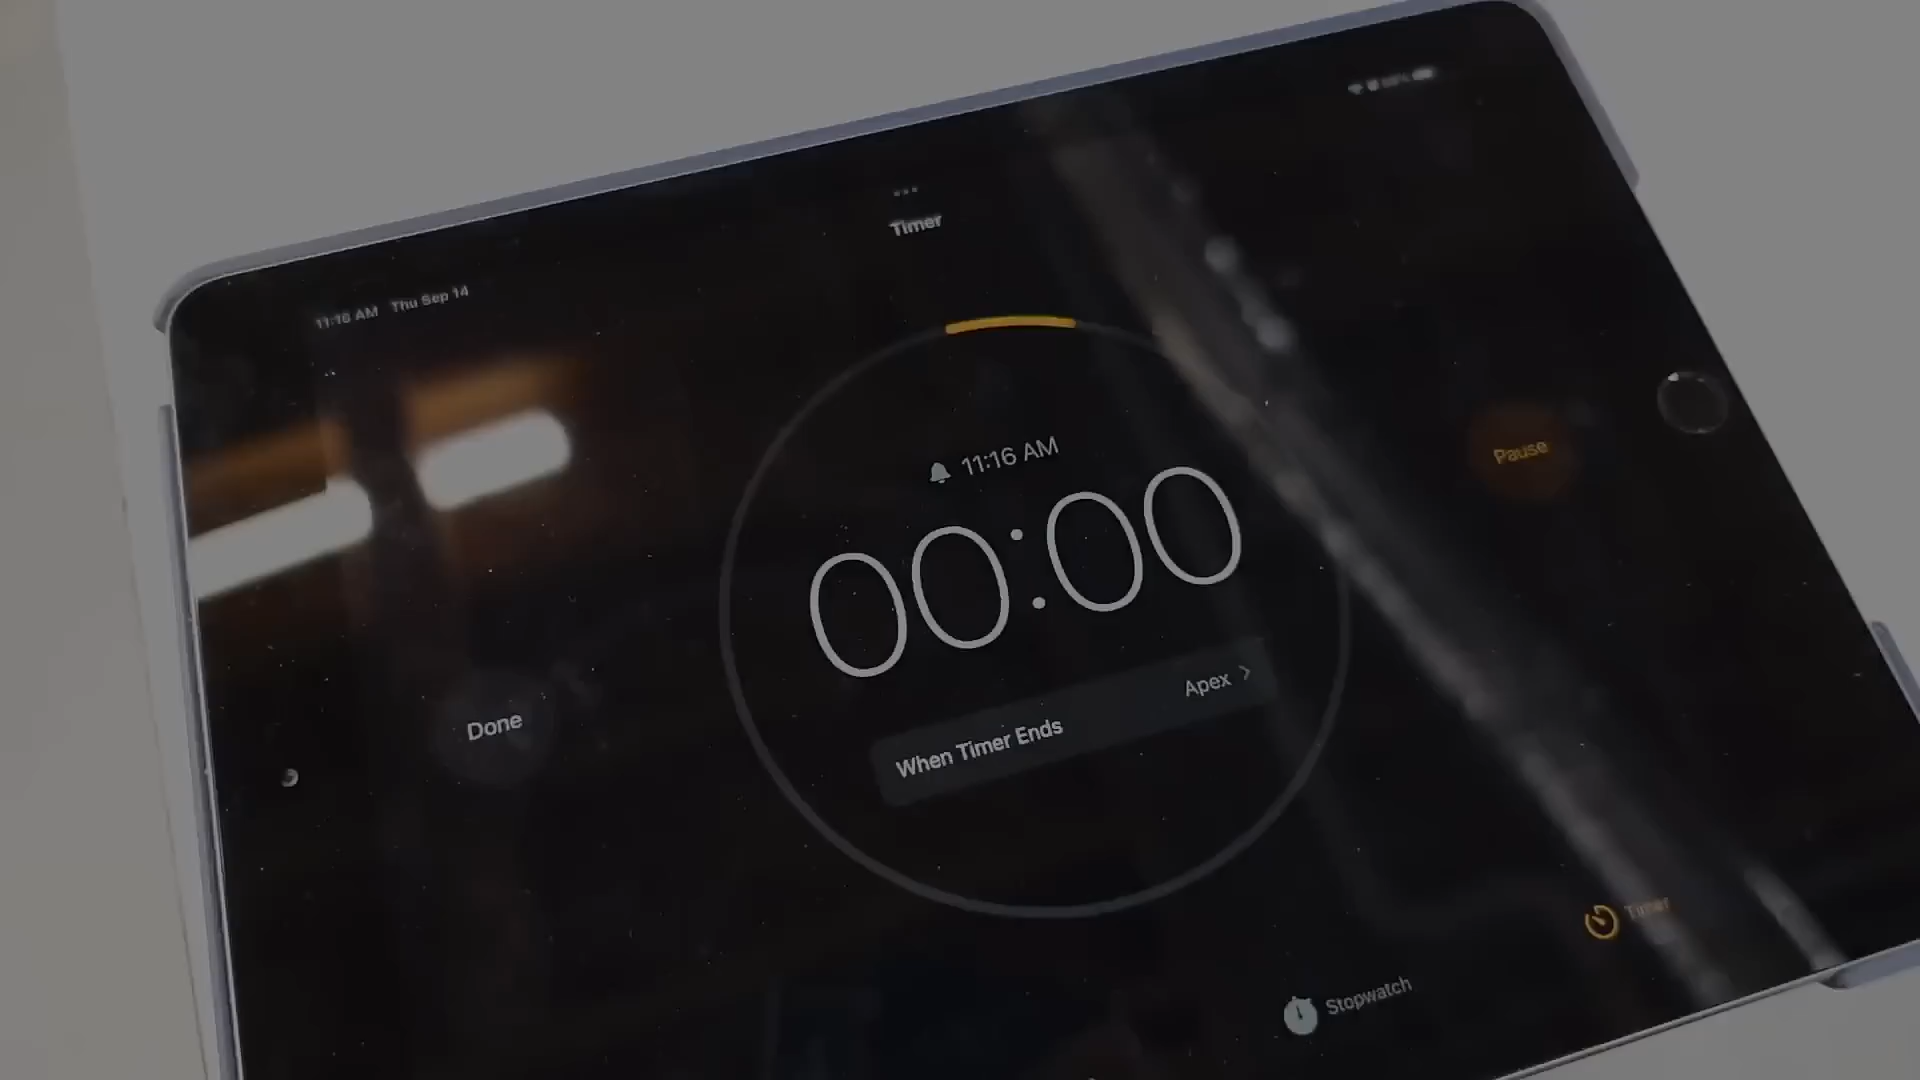 Timer
11:16 AM Thu Sep 14
11:16 AM
Pause
00:00
Apex
When Timer Ends
Done
Timer
Stopwatch